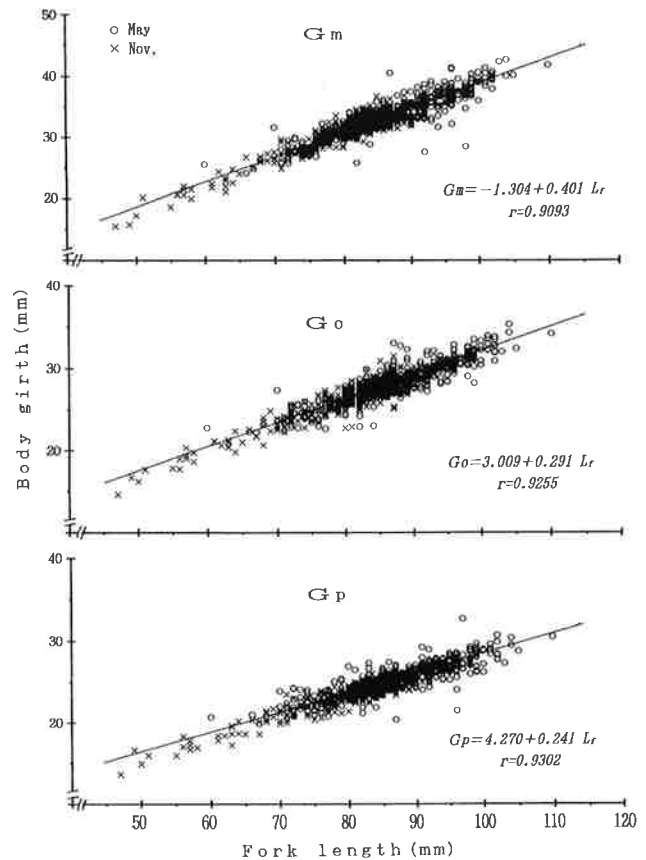 50
○ May
× Nov.
Gm
40
30
20
Gm=-1.304+0.401 Lf
r=0.9093
40
Go
30
20
Go=3.009+0.291 Lf
r=0.9255
Body girth (mm)
40
Gp
30
20
Gp=4.270+0.241 Lf
r=0.9302
50 60 70 80 90 100 110 120
Fork length (mm)